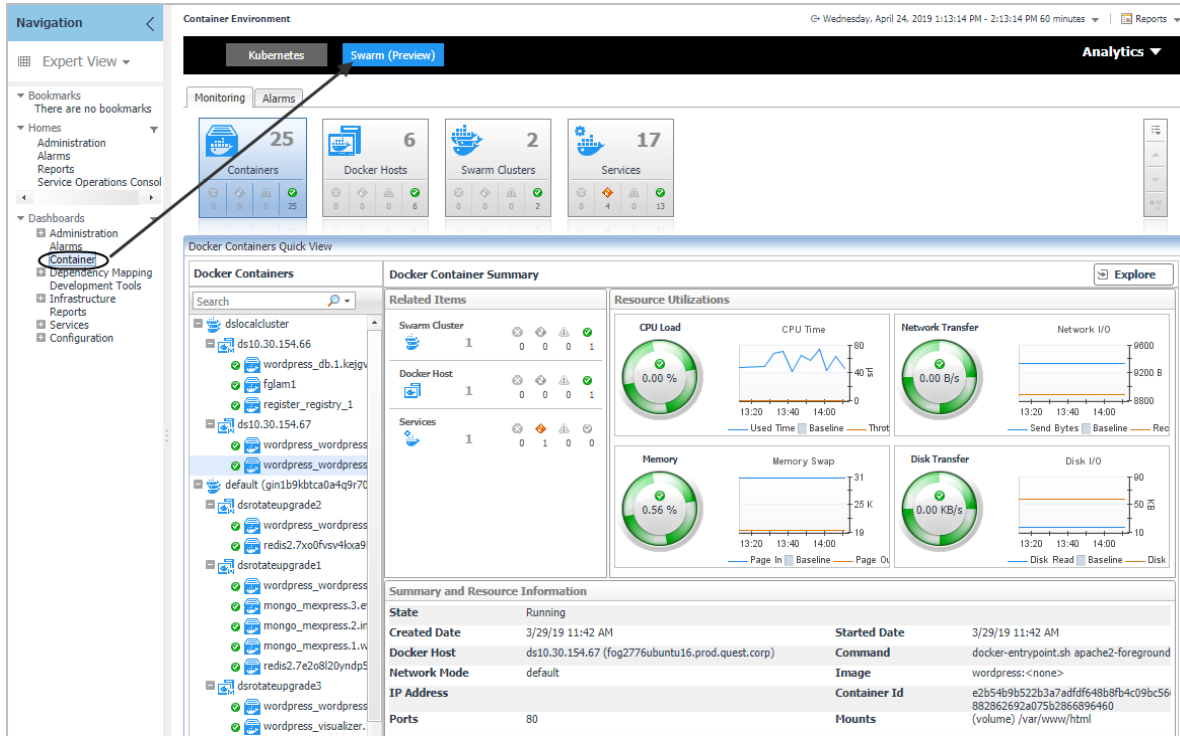 Navigation
Expert View
Bookmarks
There are no bookmarks
Homes
Administration
Alarms
Reports
Service Operations Consol
Dashboards
Administration
Alarms
Container
Dependency Mapping
Development Tools
Infrastructure
Reports
Services
Configuration
Container Environment
Wednesday, April 24, 2019 1:13:14 PM - 2:13:14 PM 60 minutes
Reports
Kubernetes
Swarm (Preview)
Analytics
Monitoring
Alarms
25
Containers
0 0 0 25
6
Docker Hosts
0 0 0 6
2
Swarm Clusters
0 0 0 2
17
Services
0 4 0 13
Docker Containers Quick View
Docker Containers
Search
dslocalcluster
ds10.30.154.66
wordpress_db.1.kejgv
fglam1
register_registry_1
ds10.30.154.67
wordpress_wordpress
wordpress_wordpress
default (gin1b9kbtca0a4q9r70
dsrotateupgrade2
wordpress_wordpress
redis2.7xo0fvsv4kxa9
dsrotateupgrade1
wordpress_wordpress
mongo_mexpress.3.e
mongo_mexpress.2.in
mongo_mexpress.1.w
redis2.7e2o8l20yndp5
dsrotateupgrade3
wordpress_wordpress
wordpress_visualizer.
Docker Container Summary
Explore
Related Items
Swarm Cluster
1
0 0 0 1
Docker Host
1
0 0 0 1
Services
1
0 1 0 0
Resource Utilizations
CPU Load
0.00 %
CPU Time
80
40
0
13:20 13:40 14:00
Used Time Baseline Throt
Network Transfer
0.00 B/s
Network I/O
9600
9200 B
8800
13:20 13:40 14:00
Send Bytes Baseline Rec
Memory
0.56 %
Memory Swap
31
25 K
19
13:20 13:40 14:00
Page In Baseline Page Ou
Disk Transfer
0.00 KB/s
Disk I/O
90
50 KB
10
13:20 13:40 14:00
Disk Read Baseline Disk
Summary and Resource Information
State Running
Created Date 3/29/19 11:42 AM Started Date 3/29/19 11:42 AM
Docker Host ds10.30.154.67 (fog2776ubuntu16.prod.quest.corp) Command docker-entrypoint.sh apache2-foreground
Network Mode default Image wordpress:<none>
IP Address Container Id e2b54b9b522b3a7adfdf648b8fb4c09bc56
882862692a075b2866896460
Ports 80 Mounts (volume) /var/www/html